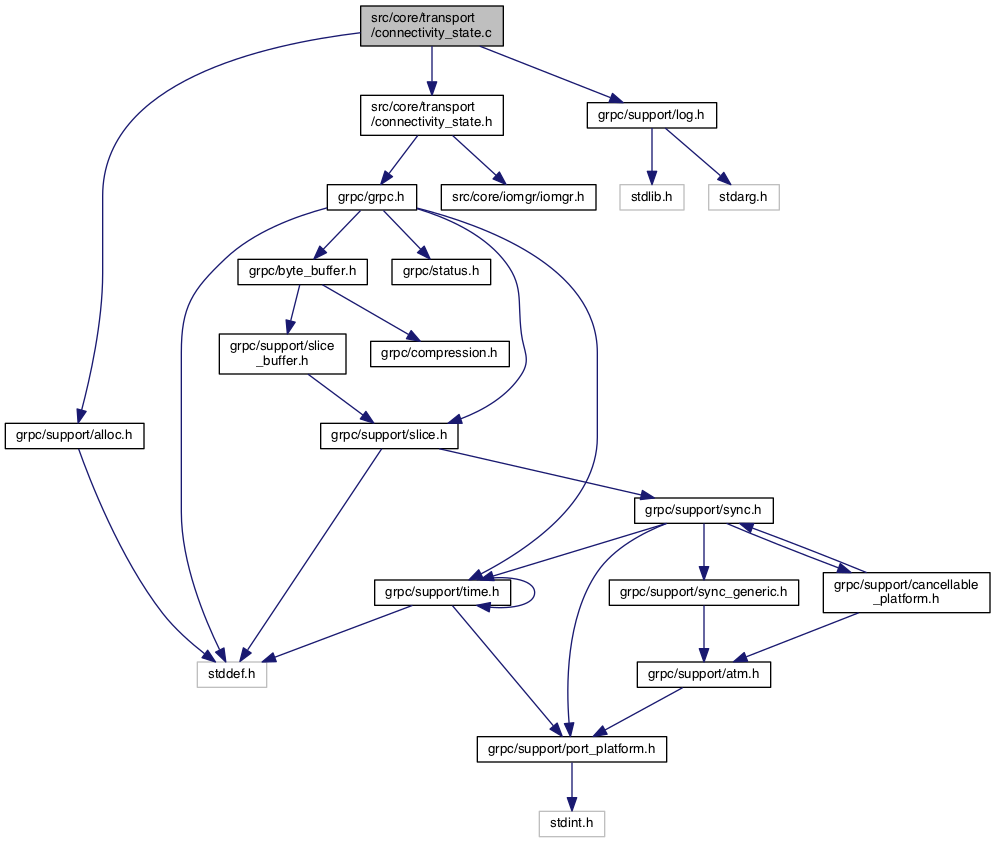 src/core/transport
/connectivity_state.c
src/core/transport
/connectivity_state.h
grpc/support/log.h
grpc/grpc.h
src/core/iomgr/iomgr.h
stdlib.h
stdarg.h
grpc/byte_buffer.h
grpc/status.h
grpc/support/slice
_buffer.h
grpc/compression.h
grpc/support/alloc.h
grpc/support/slice.h
grpc/support/sync.h
grpc/support/time.h
grpc/support/sync_generic.h
grpc/support/cancellable
_platform.h
stddef.h
grpc/support/atm.h
grpc/support/port_platform.h
stdint.h